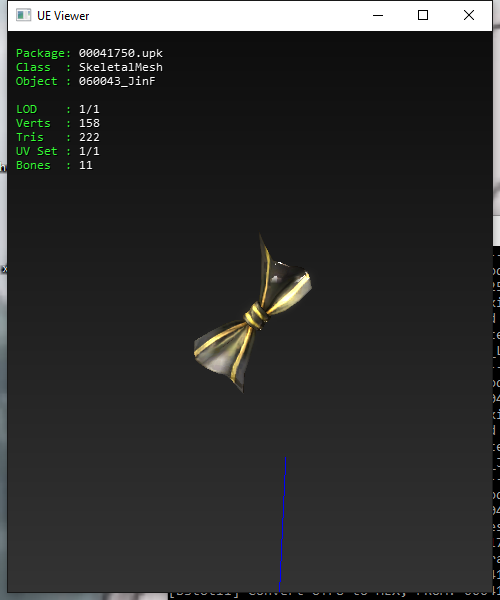 UE Viewer
Package: 00041750.upk
Class  : SkeletalMesh
Object : 060043_JinF
LOD    : 1/1
Verts  : 158
Tris   : 222
UV Set : 1/1
Bones  : 11